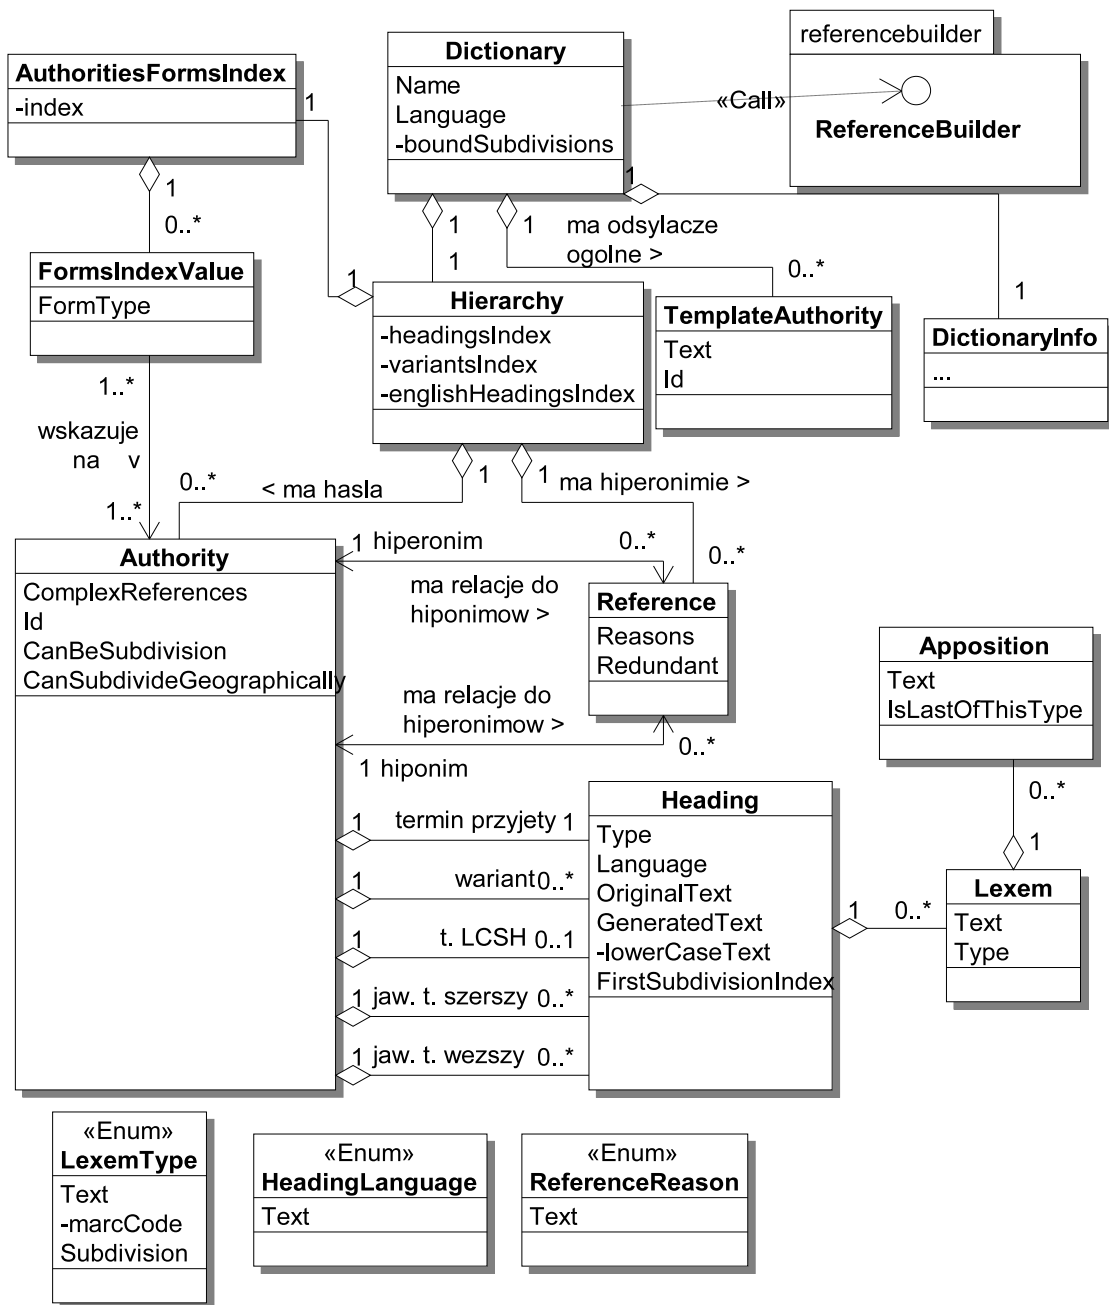 referencebuilder
ReferenceBuilder
«Call»
Dictionary
Name
Language
-boundSubdivisions
AuthoritiesFormsIndex
-index
1
1
0..*
1
1
1
ma odsylacze
ogolne >
0..*
1
1
FormsIndexValue
FormType
1
Hierarchy
-headingsIndex
-variantsIndex
-englishHeadingsIndex
TemplateAuthority
Text
Id
DictionaryInfo
...
1..*
wskazuje
na v
1..*
0..*
< ma hasla
1
1
ma hiperonimie >
0..*
Authority
ComplexReferences
Id
CanBeSubdivision
CanSubdivideGeographically
1 hiperonim
0..*
ma relacje do
hiponimow >
Reference
Reasons
Redundant
ma relacje do
hiperonimow >
0..*
1 hiponim
Apposition
Text
IsLastOfThisType
0..*
1
1 termin przyjety 1
1 wariant 0..*
1 t. LCSH 0..1
1 jaw. t. szerszy 0..*
1 jaw. t. wezszy 0..*
Heading
Type
Language
OriginalText
GeneratedText
-lowerCaseText
FirstSubdivisionIndex
1 0..*
Lexem
Text
Type
«Enum»
LexemType
Text
-marcCode
Subdivision
«Enum»
HeadingLanguage
Text
«Enum»
ReferenceReason
Text